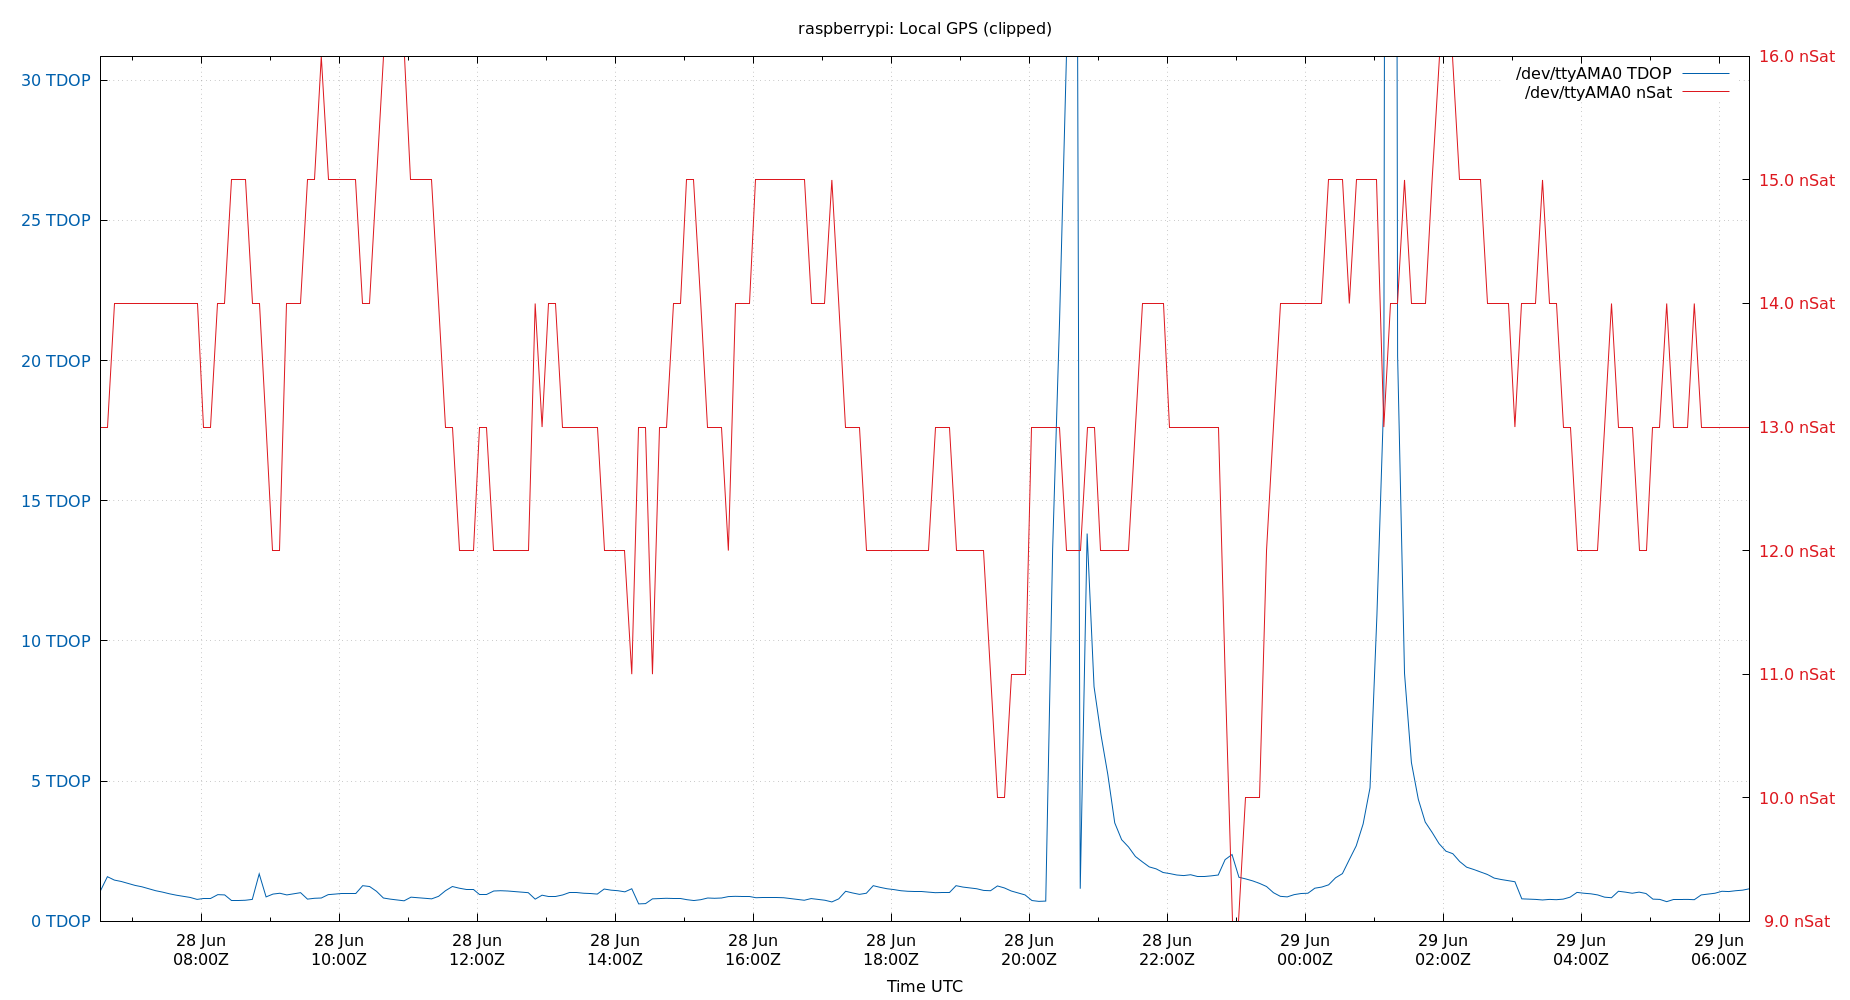 raspberrypi: Local GPS (clipped)
/dev/ttyAMA0 TDOP
/dev/ttyAMA0 nSat
30 TDOP
25 TDOP
20 TDOP
15 TDOP
10 TDOP
5 TDOP
0 TDOP
16.0 nSat
15.0 nSat
14.0 nSat
13.0 nSat
12.0 nSat
11.0 nSat
10.0 nSat
9.0 nSat
28 Jun
08:00Z
28 Jun
10:00Z
28 Jun
12:00Z
28 Jun
14:00Z
28 Jun
16:00Z
28 Jun
18:00Z
28 Jun
20:00Z
28 Jun
22:00Z
29 Jun
00:00Z
29 Jun
02:00Z
29 Jun
04:00Z
29 Jun
06:00Z
Time UTC